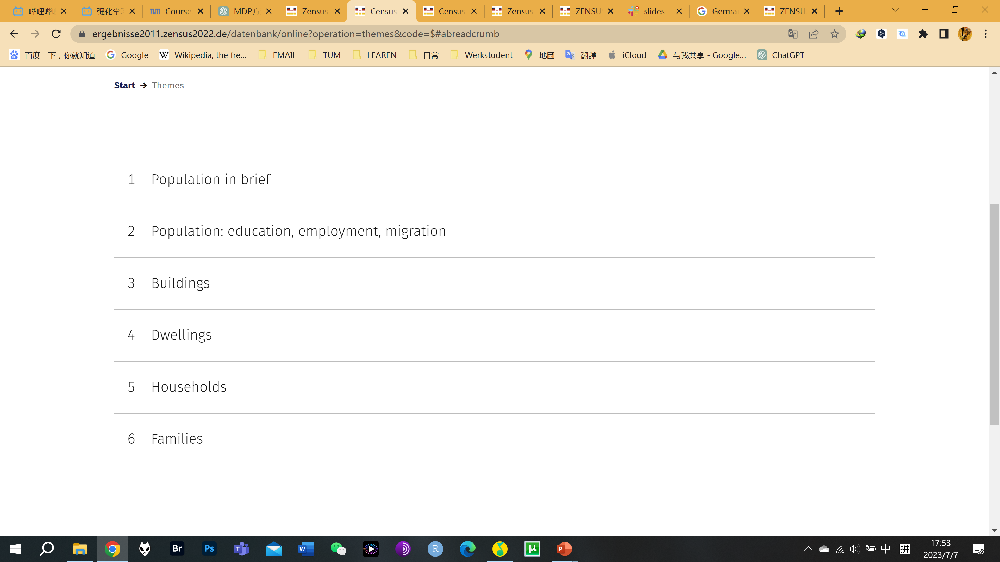 哔哩哔 强化学 Course MDP方 Zensus Census Census Zensus ZENSU slides - Germa ZENSU
ergebnisse2011.zensus2022.de/datenbank/online?operation=themes&code=$#abreadcrumb
百度一下，你就知道 Google Wikipedia, the fre... EMAIL TUM LEAREN 日常 Werkstudent 地圖 翻譯 iCloud 与我共享 - Google... ChatGPT
Start → Themes
1 Population in brief
2 Population: education, employment, migration
3 Buildings
4 Dwellings
5 Households
6 Families
Br Ps 中 拼 17:53
2023/7/7